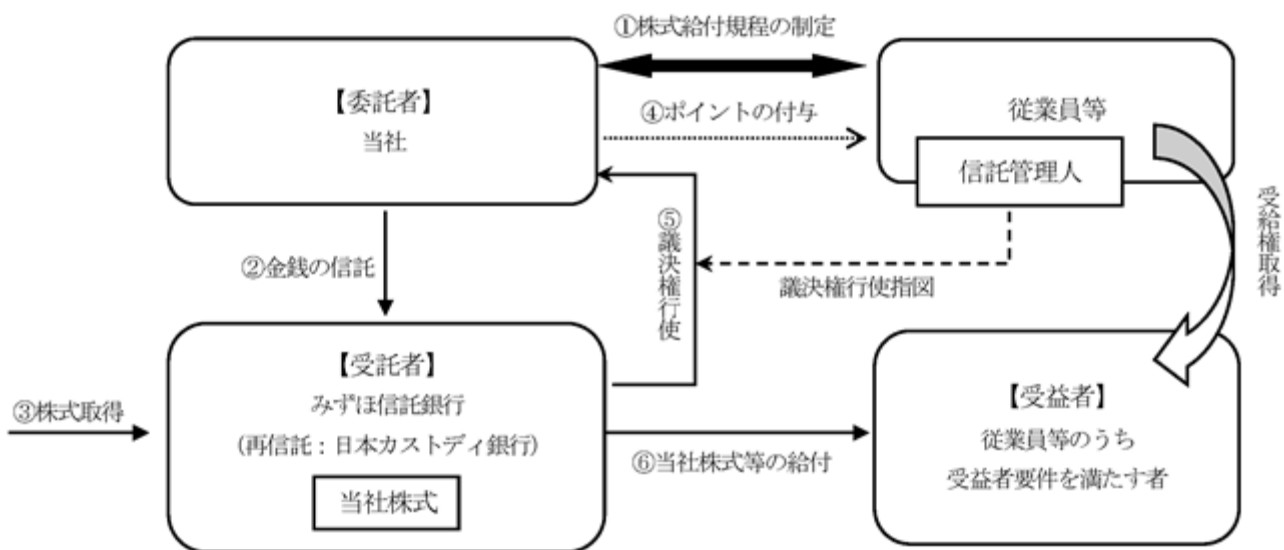 ①株式給付規程の制定
【委託者】
当社
④ポイントの付与
従業員等
信託管理人
②金銭の信託
⑤議決権行使
議決権行使指図
受給権取得
③株式取得
【受託者】
みずほ信託銀行
(再信託：日本カストディ銀行)
当社株式
⑥当社株式等の給付
【受益者】
従業員等のうち
受益者要件を満たす者